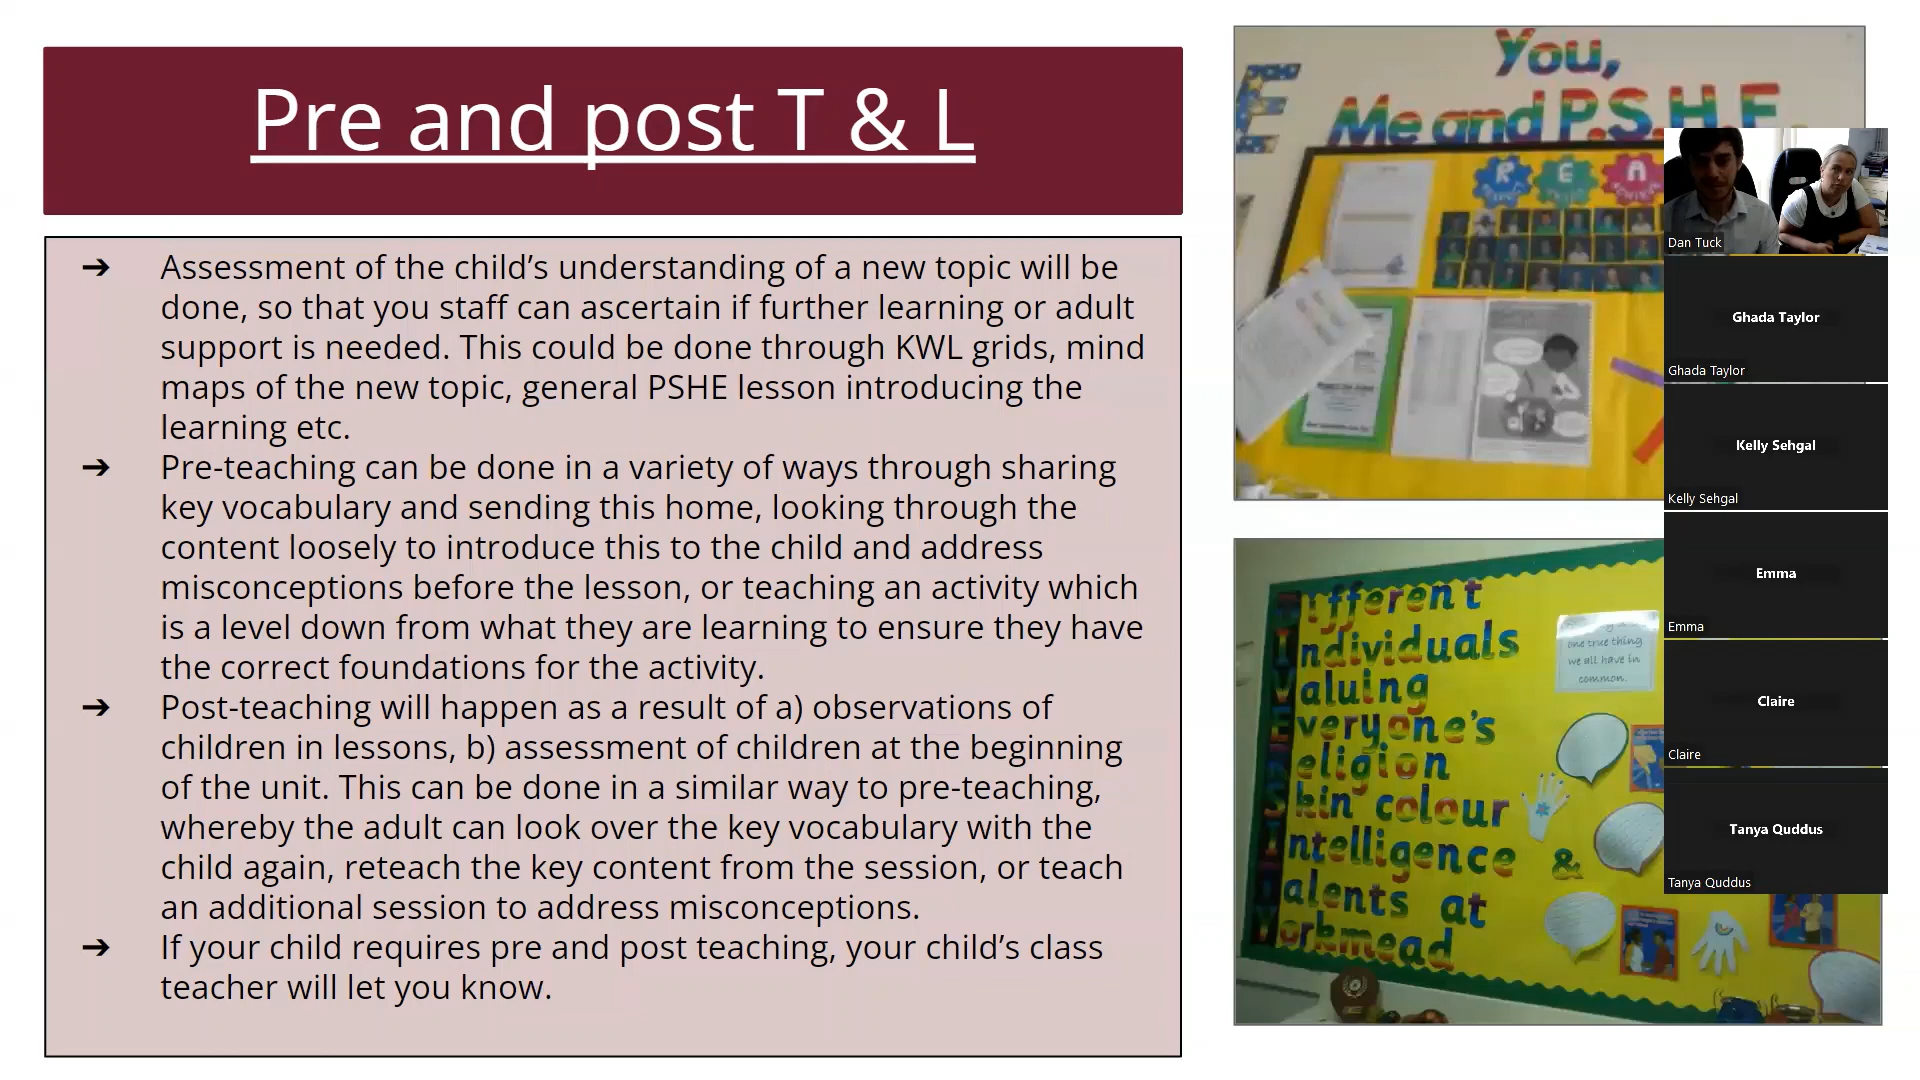 Pre and post T & L
➔ Assessment of the child’s understanding of a new topic will be
done, so that you staff can ascertain if further learning or adult
support is needed. This could be done through KWL grids, mind
maps of the new topic, general PSHE lesson introducing the
learning etc.
➔ Pre-teaching can be done in a variety of ways through sharing
key vocabulary and sending this home, looking through the
content loosely to introduce this to the child and address
misconceptions before the lesson, or teaching an activity which
is a level down from what they are learning to ensure they have
the correct foundations for the activity.
➔ Post-teaching will happen as a result of a) observations of
children in lessons, b) assessment of children at the beginning
of the unit. This can be done in a similar way to pre-teaching,
whereby the adult can look over the key vocabulary with the
child again, reteach the key content from the session, or teach
an additional session to address misconceptions.
➔ If your child requires pre and post teaching, your child’s class
teacher will let you know.
You,
Me and P.S.H.E.
R E A
Different
Individuals
Valuing
Everyone's
Religion
Skin colour
Intelligence &
Talents at
Yorkmead
one true thing
we all have in
common.
Dan Tuck
Ghada Taylor
Ghada Taylor
Kelly Sehgal
Kelly Sehgal
Emma
Emma
Claire
Claire
Tanya Quddus
Tanya Quddus